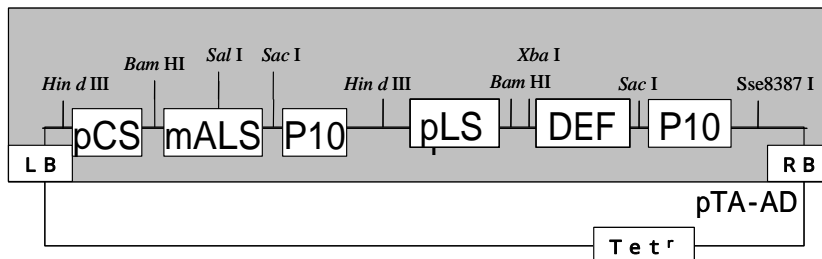 Xba I
Bam HI Sal I Sac I
Hin d III Hin d III Bam HI Sac I Sse8387 I
pCS mALS P10 pLS DEF P10
L B R B
pTA-AD
Tetʳ